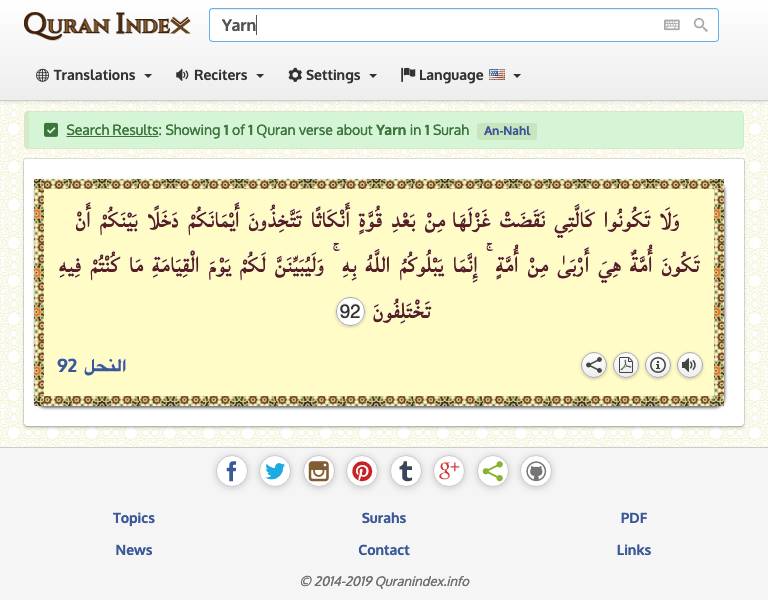 QURAN INDEX
Yarn
Translations
Reciters
Settings
Language
Search Results: Showing 1 of 1 Quran verse about Yarn in 1 Surah An-Nahl
وَلَا تَكُونُوا كَالَّتِي نَقَضَتْ غَزْلَهَا مِنْ بَعْدِ قُوَّةٍ أَنْكَاثًا تَتَّخِذُونَ أَيْمَانَكُمْ دَخَلًا بَيْنَكُمْ أَنْ
تَكُونَ أُمَّةٌ هِيَ أَرْبَىٰ مِنْ أُمَّةٍ ۚ إِنَّمَا يَبْلُوكُمُ اللَّهُ بِهِ ۚ وَلَيُبَيِّنَنَّ لَكُمْ يَوْمَ الْقِيَامَةِ مَا كُنْتُمْ فِيهِ
تَخْتَلِفُونَ 92
النحل 92
Topics
Surahs
PDF
News
Contact
Links
© 2014-2019 Quranindex.info